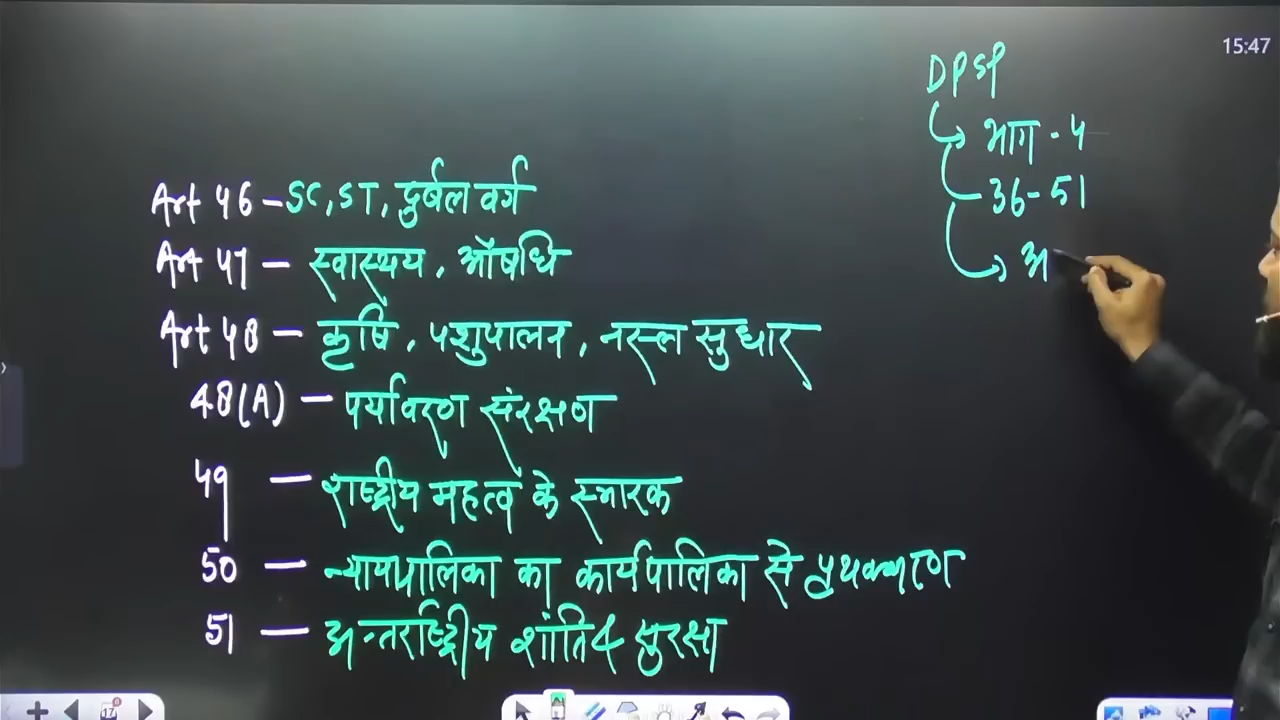 15:47
DPSP
भाग - 4
36-51
अ
Art 46 - SC, ST, दुर्बल वर्ग
Art 47 - स्वास्थ्य, औषधि
Art 48 - कृषि, पशुपालन, नस्ल सुधार
48(A) - पर्यावरण संरक्षण
49 - राष्ट्रीय महत्व के स्मारक
50 - न्यायपालिका का कार्यपालिका से पृथक्करण
51 - अन्तर्राष्ट्रीय शांति & सुरक्षा
17